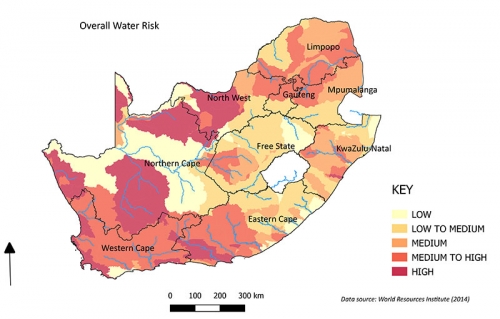 Overall Water Risk
Limpopo
Mpumalanga
Gauteng
North West
Free State
KwaZulu-Natal
Northern Cape
Eastern Cape
Western Cape
KEY
LOW
LOW TO MEDIUM
MEDIUM
MEDIUM TO HIGH
HIGH
0 100 200 300 km
Data source: World Resources Institute (2014)